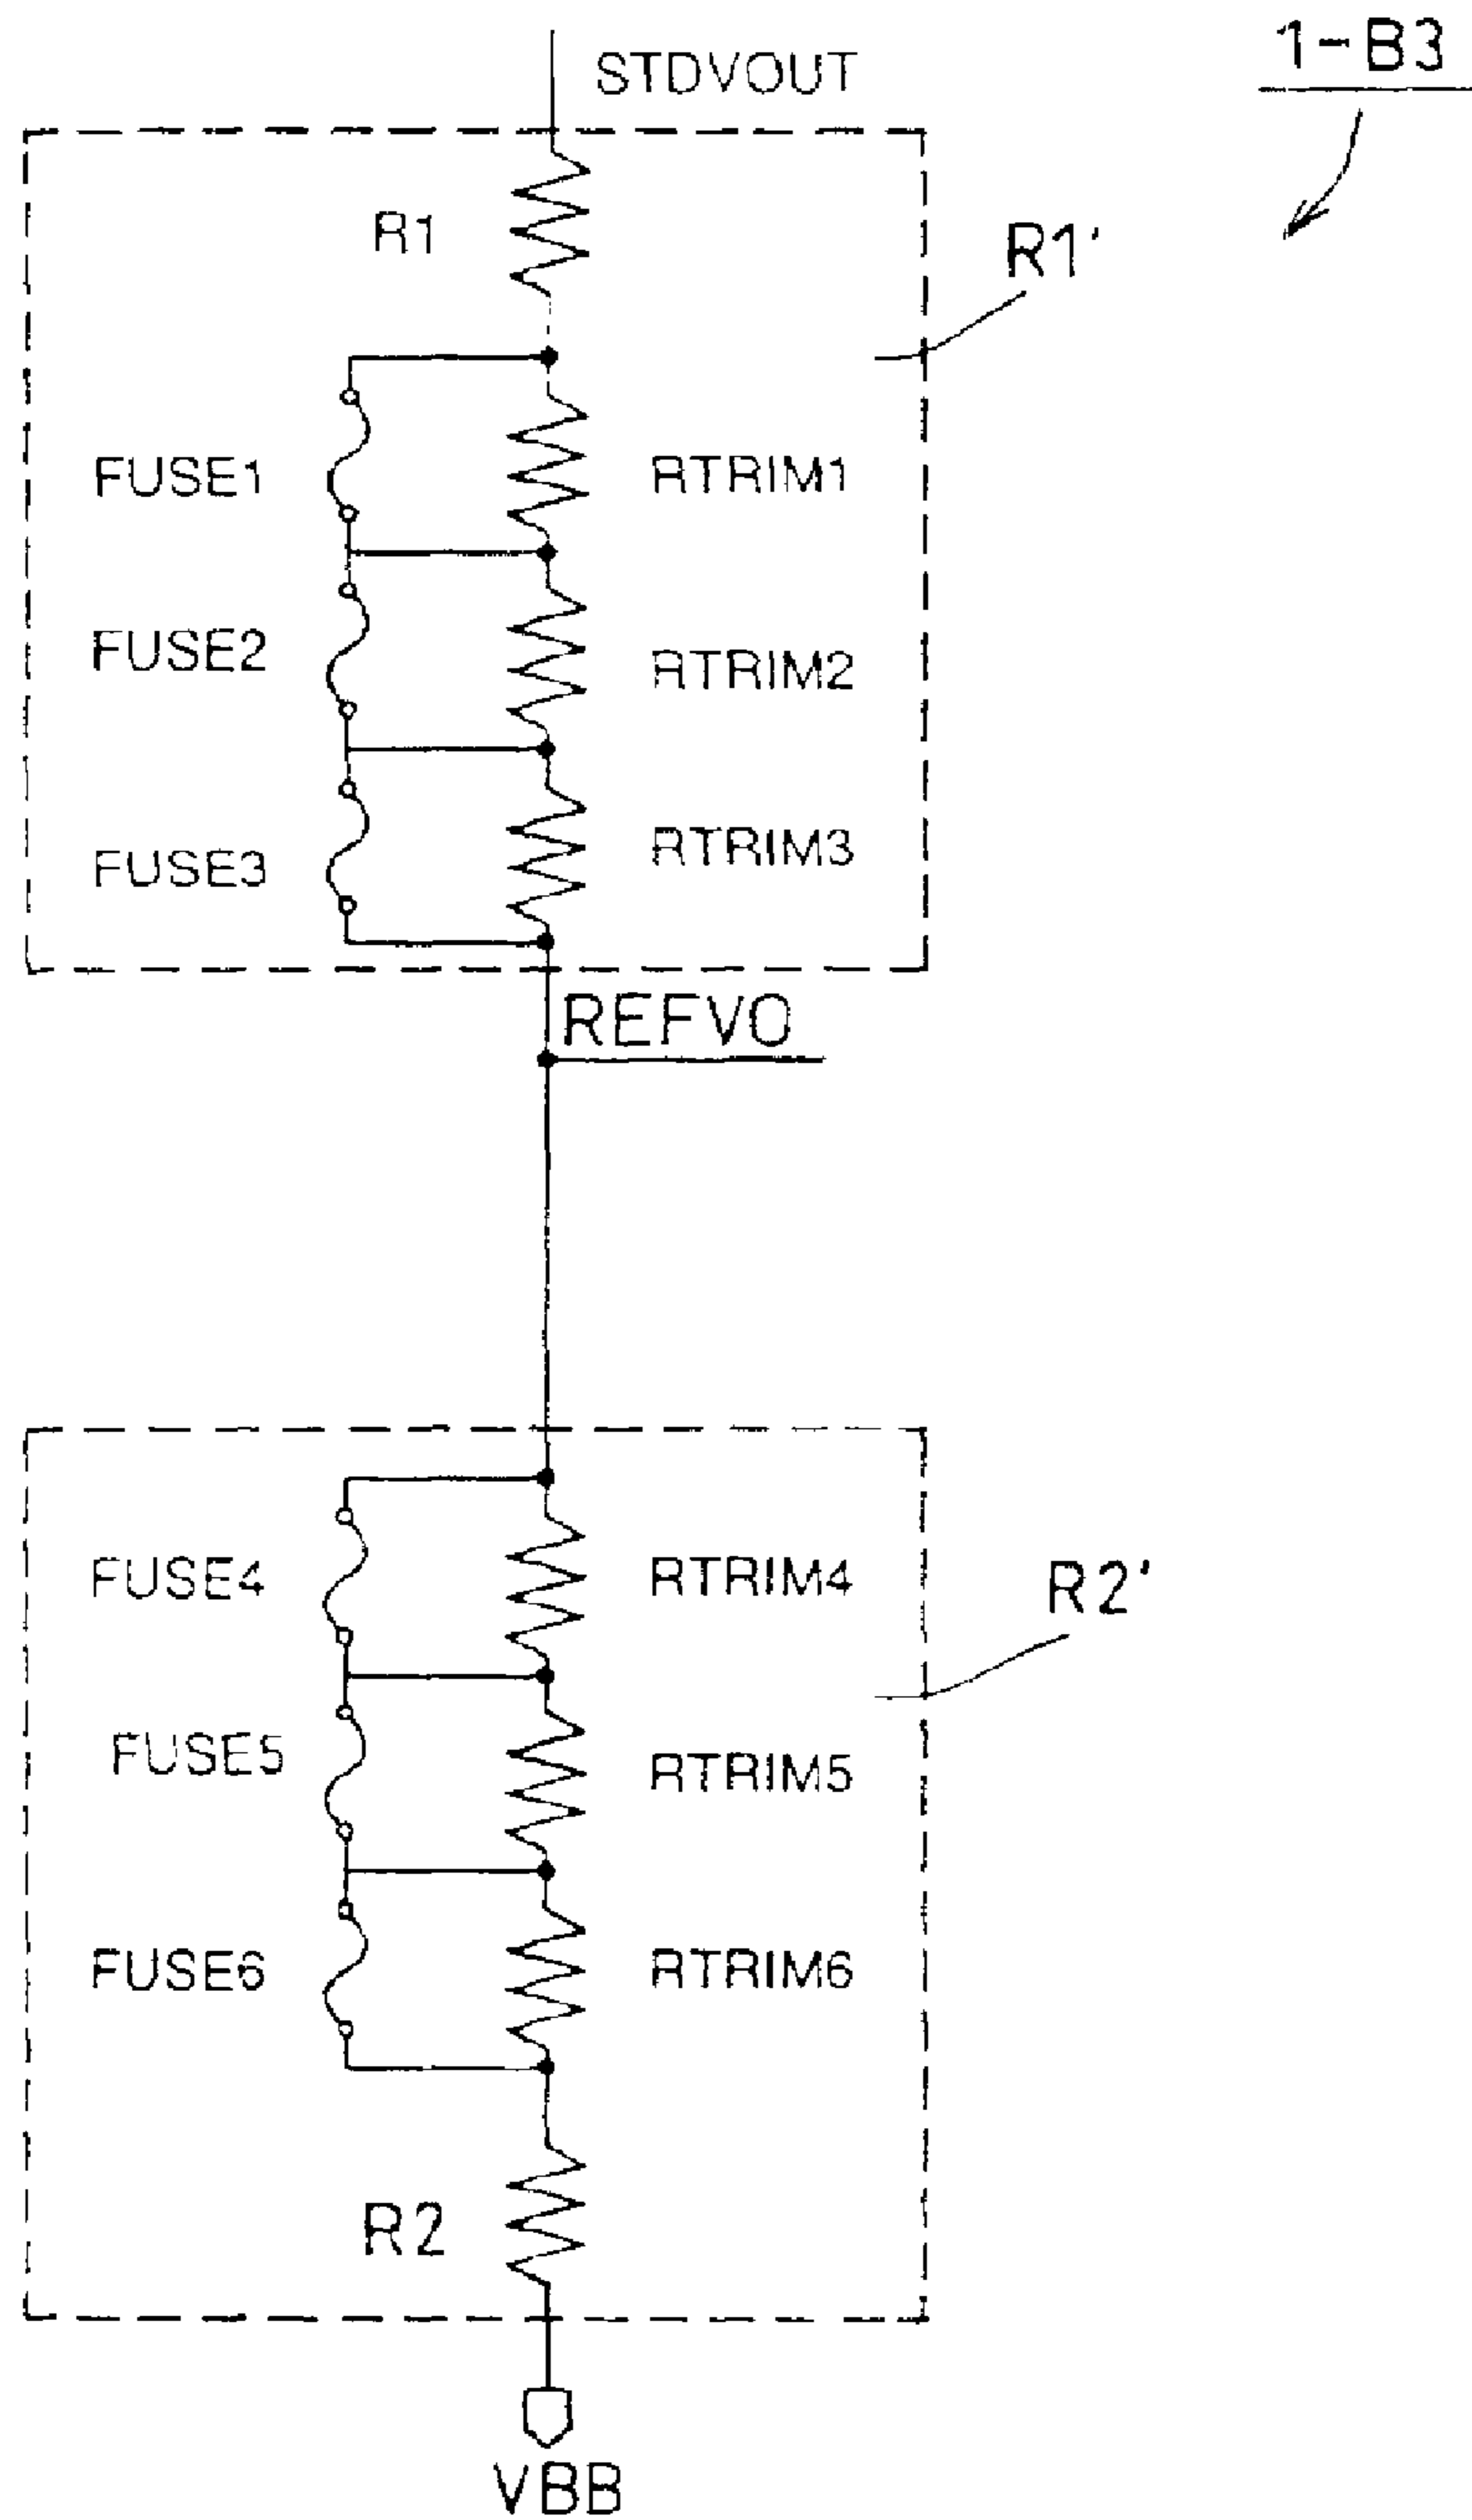 STDVOUT
1-B3
R1
R1'
FUSE1
RTRIM1
FUSE2
RTRIM2
FUSE3
RTRIM3
REFVO
FUSE4
RTRIM4
R2'
FUSE5
RTRIM5
FUSE6
RTRIM6
R2
VBB